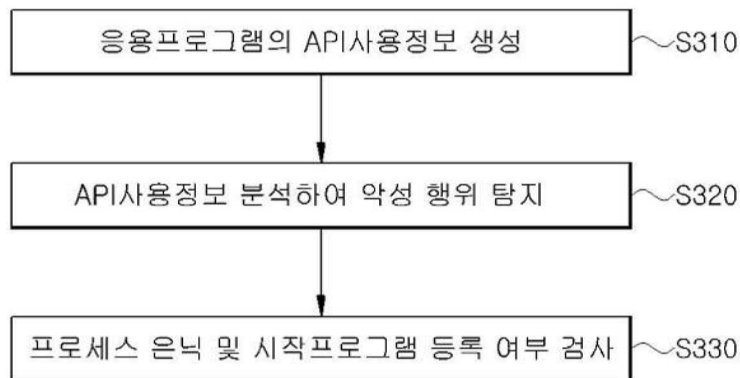 응용프로그램의 API사용정보 생성 S310
API사용정보 분석하여 악성 행위 탐지 S320
프로세스 은닉 및 시작프로그램 등록 여부 검사 S330